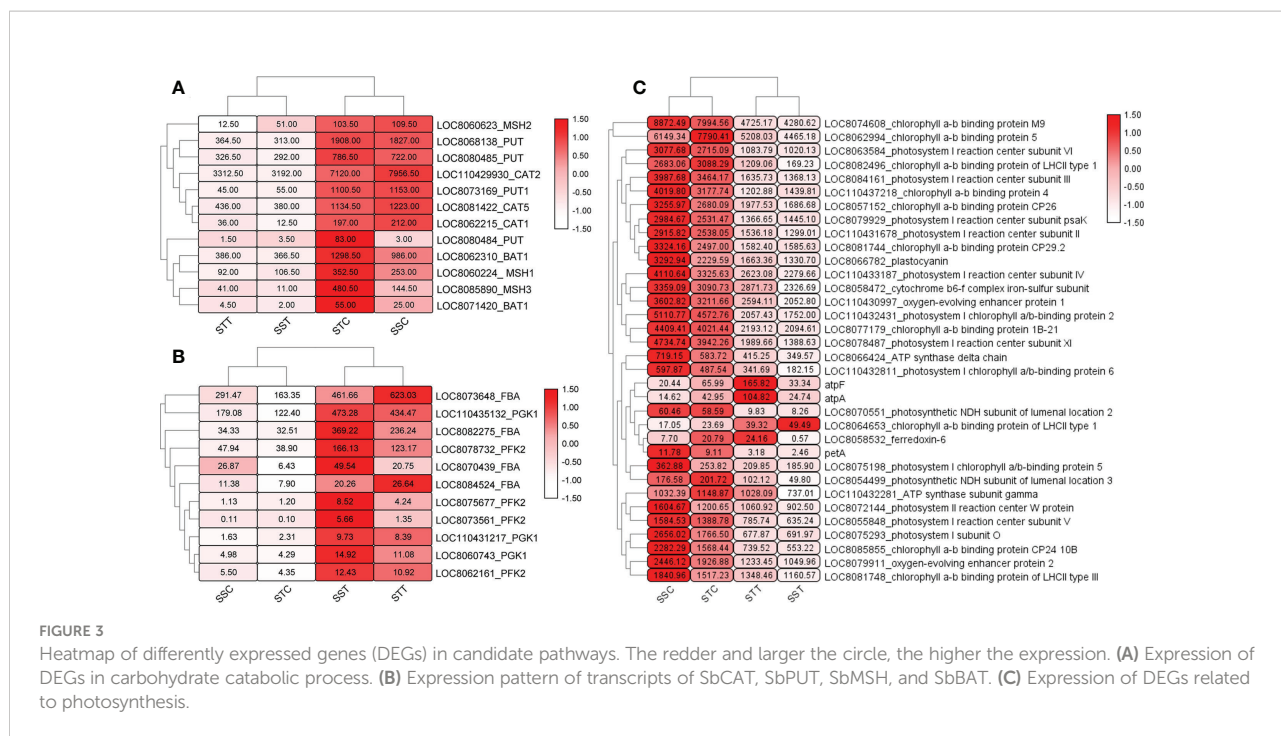 A
12.50 51.00 103.50 109.50 LOC8060623_MSH2
364.50 313.00 1908.00 1827.00 LOC8068138_PUT
326.50 292.00 786.50 722.00 LOC8080485_PUT
3312.50 3192.00 7120.00 7956.50 LOC110429930_CAT2
45.00 55.00 1100.50 1153.00 LOC8073169_PUT1
436.00 380.00 1134.50 1223.00 LOC8081422_CAT5
36.00 12.50 197.00 212.00 LOC8062215_CAT1
1.50 3.50 83.00 3.00 LOC8080484_PUT
386.00 366.50 1298.50 986.00 LOC8062310_BAT1
92.00 106.50 352.50 253.00 LOC8060224_ MSH1
41.00 11.00 480.50 144.50 LOC8085890_MSH3
4.50 2.00 55.00 25.00 LOC8071420_BAT1
STT SST STC SSC
1.50
1.00
0.50
0.00
-0.50
-1.00
-1.50
B
291.47 163.35 461.66 623.03 LOC8073648_FBA
179.08 122.40 473.28 434.47 LOC110435132_PGK1
34.33 32.51 369.22 236.24 LOC8082275_FBA
47.94 38.90 166.13 123.17 LOC8078732_PFK2
26.87 6.43 49.54 20.75 LOC8070439_FBA
11.38 7.90 20.26 26.64 LOC8084524_FBA
1.13 1.20 8.52 4.24 LOC8075677_PFK2
0.11 0.10 5.66 1.35 LOC8073561_PFK2
1.63 2.31 9.73 8.39 LOC110431217_PGK1
4.98 4.29 14.92 11.08 LOC8060743_PGK1
5.50 4.35 12.43 10.92 LOC8062161_PFK2
SSC STC SST STT
1.50
1.00
0.50
0.00
-0.50
-1.00
-1.50
C
8872.49 7994.56 4725.17 4280.62 LOC8074608_chlorophyll a-b binding protein M9
6149.34 7790.41 5208.03 4465.18 LOC8062994_chlorophyll a-b binding protein 5
3077.68 2715.09 1083.79 1020.13 LOC8063584_photosystem I reaction center subunit VI
2683.06 3088.29 1209.06 169.23 LOC8082496_chlorophyll a-b binding protein of LHCII type 1
3987.68 3464.17 1635.73 1368.13 LOC8084161_photosystem I reaction center subunit III
4019.80 3177.74 1202.88 1439.81 LOC110437218_chlorophyll a-b binding protein 4
3255.97 2680.09 1977.53 1686.68 LOC8057152_chlorophyll a-b binding protein CP26
2984.67 2531.47 1366.65 1445.10 LOC8079929_photosystem I reaction center subunit psaK
2915.82 2538.05 1536.18 1299.01 LOC110431678_photosystem I reaction center subunit II
3324.16 2497.00 1582.40 1585.63 LOC8081744_chlorophyll a-b binding protein CP29.2
3292.94 2229.59 1663.36 1330.70 LOC8066782_plastocyanin
4110.64 3325.63 2623.08 2279.66 LOC110433187_photosystem I reaction center subunit IV
3359.09 3090.73 2871.73 2326.69 LOC8058472_cytochrome b6-f complex iron-sulfur subunit
3602.82 3211.66 2594.11 2052.80 LOC110430997_oxygen-evolving enhancer protein 1
5110.77 4572.76 2057.43 1752.00 LOC110432431_photosystem I chlorophyll a/b-binding protein 2
4409.41 4021.44 2193.12 2094.61 LOC8077179_chlorophyll a-b binding protein 1B-21
4734.74 3942.26 1989.66 1388.63 LOC8078487_photosystem I reaction center subunit XI
719.15 583.72 415.25 349.57 LOC8066424_ATP synthase delta chain
597.87 487.54 341.69 182.15 LOC110432811_photosystem I chlorophyll a/b-binding protein 6
20.44 65.99 165.82 33.34 atpF
14.62 42.95 104.82 24.74 atpA
60.46 58.59 9.83 8.26 LOC8070551_photosynthetic NDH subunit of lumenal location 2
17.05 23.69 39.32 49.49 LOC8064653_chlorophyll a-b binding protein of LHCII type 1
7.70 20.79 24.16 0.57 LOC8058532_ferredoxin-6
11.78 9.11 3.18 2.46 petA
362.88 253.82 209.85 185.90 LOC8075198_photosystem I chlorophyll a/b-binding protein 5
176.58 201.72 102.12 49.80 LOC8054499_photosynthetic NDH subunit of lumenal location 3
1032.39 1148.87 1028.09 737.01 LOC110432281_ATP synthase subunit gamma
1604.67 1200.65 1060.92 902.50 LOC8072144_photosystem II reaction center W protein
1584.53 1388.78 785.74 635.24 LOC8055848_photosystem I reaction center subunit V
2656.02 1766.50 677.87 691.97 LOC8075293_photosystem I subunit O
2282.29 1568.44 739.52 553.22 LOC8085855_chlorophyll a-b binding protein CP24 10B
2446.12 1926.88 1233.45 1049.96 LOC8079911_oxygen-evolving enhancer protein 2
1840.96 1517.23 1348.46 1160.57 LOC8081748_chlorophyll a-b binding protein of LHCII type III
SSC STC STT SST
1.50
1.00
0.50
0.00
-0.50
-1.00
-1.50
FIGURE 3
Heatmap of differently expressed genes (DEGs) in candidate pathways. The redder and larger the circle, the higher the expression. (A) Expression of
DEGs in carbohydrate catabolic process. (B) Expression pattern of transcripts of SbCAT, SbPUT, SbMSH, and SbBAT. (C) Expression of DEGs related
to photosynthesis.